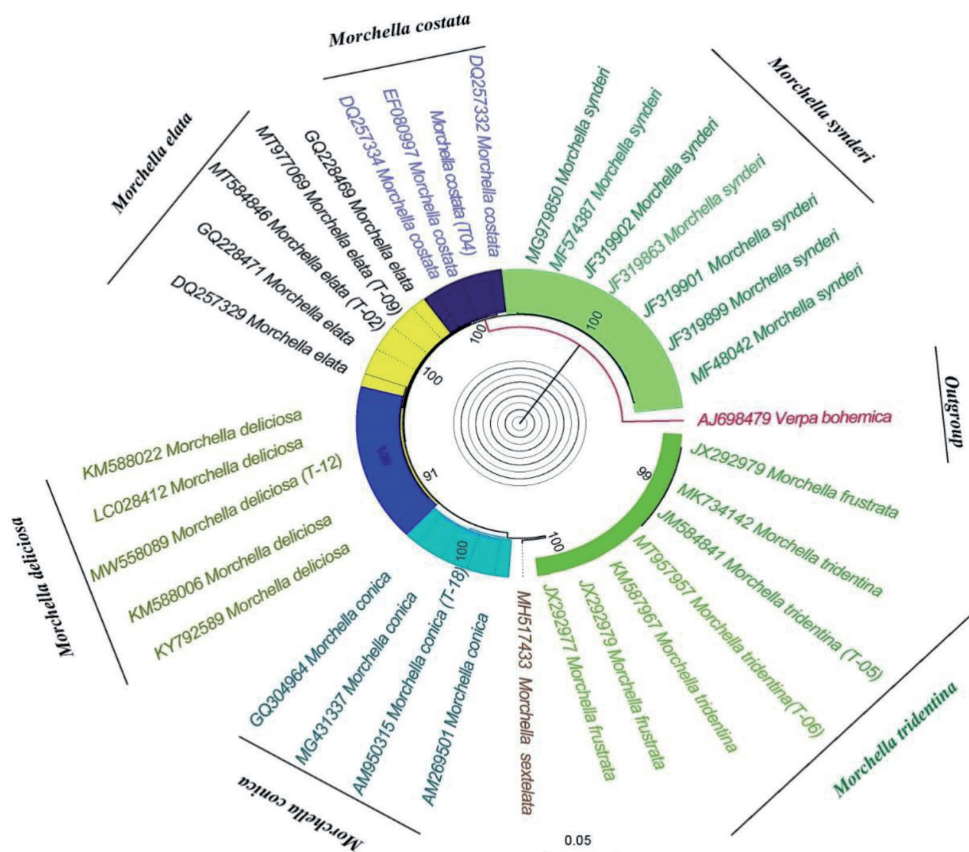 Morchella costata
DQ257332 Morchella costata
Morchella costata (T04)
EF080997 Morchella costata
DQ257334 Morchella costata
Morchella synderi
MG979850 Morchella synderi
MF574387 Morchella synderi
JF319902 Morchella synderi
JF319863 Morchella synderi
JF319901 Morchella synderi
JF319899 Morchella synderi
MF48042 Morchella synderi
Outgroup
AJ698479 Verpa bohemica
JX292979 Morchella frustrata
MK734142 Morchella tridentina
JM584841 Morchella tridentina (T-05)
MT957957 Morchella tridentina(T-06)
KM587967 Morchella tridentina
JX292979 Morchella frustrata
JX292977 Morchella frustrata
Morchella tridentina
MH517433 Morchella sextelata
AM269501 Morchella conica
AM950315 Morchella conica (T-18)
MG431337 Morchella conica
GQ304964 Morchella conica
Morchella conica
KY792589 Morchella deliciosa
KM588006 Morchella deliciosa
MW558089 Morchella deliciosa (T-12)
LC028412 Morchella deliciosa
KM588022 Morchella deliciosa
Morchella deliciosa
DQ257329 Morchella elata
GQ228471 Morchella elata
MT584846 Morchella elata (T-02)
MT977069 Morchella elata (T-09)
GQ228469 Morchella elata
Morchella elata
100
100
99
100
100
91
100
0.05